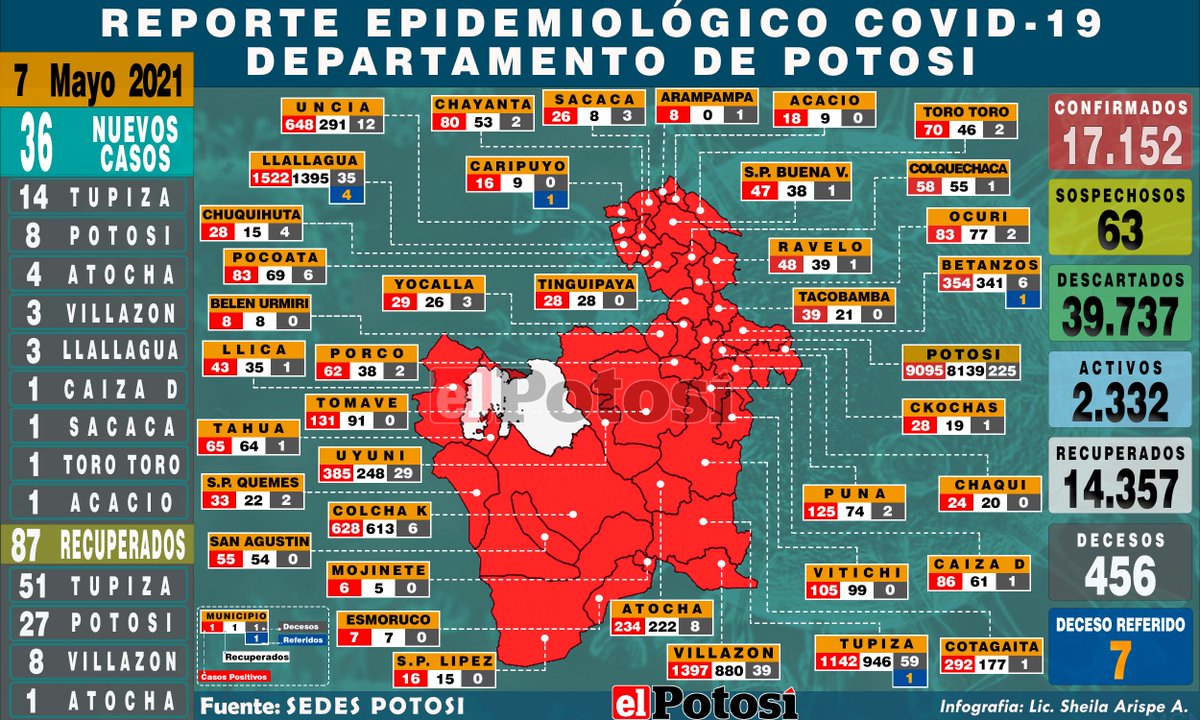 REPORTE EPIDEMIOLÓGICO COVID-19
DEPARTAMENTO DE POTOSI
7 Mayo 2021
36 NUEVOS CASOS
14 TUPIZA
8 POTOSI
4 ATOCHA
3 VILLAZON
3 LLALLAGUA
1 CAIZA D
1 SACACA
1 TORO TORO
1 ACACIO
87 RECUPERADOS
51 TUPIZA
27 POTOSI
8 VILLAZON
1 ATOCHA
UNCIA
648 291 12
CHAYANTA
80 53 2
SACACA
26 8 3
ARAMPAMPA
8 0 1
ACACIO
18 9 0
TORO TORO
70 46 2
LLALLAGUA
1522 1395 35
4
CARIPUYO
16 9 0
1
S.P. BUENA V.
47 38 1
COLQUECHACA
58 55 1
CHUQUIHUTA
28 15 4
OCURI
83 77 2
POCOATA
83 69 6
RAVELO
48 39 1
YOCALLA
29 26 3
TINGUIPAYA
28 28 0
BETANZOS
354 341 6
1
BELEN URMIRI
8 8 0
TACOBAMBA
39 21 0
LLICA
43 35 1
PORCO
62 38 2
POTOSI
9095 8139 225
el Potosí
TOMAVE
131 91 0
CKOCHAS
28 19 1
TAHUA
65 64 1
UYUNI
385 248 29
S.P. QUEMES
33 22 2
PUNA
125 74 2
CHAQUI
24 20 0
COLCHA K
628 613 6
SAN AGUSTIN
55 54 0
MOJINETE
6 5 0
VITICHI
105 99 0
CAIZA D
86 61 1
ESMORUCO
7 7 0
ATOCHA
234 222 8
S.P. LIPEZ
16 15 0
VILLAZON
1397 880 39
TUPIZA
1142 946 59
1
COTAGAITA
292 177 1
MUNICIPIO
1 1 1
1
Decesos
Referidos
Recuperados
Casos Positivos
CONFIRMADOS
17.152
SOSPECHOSOS
63
DESCARTADOS
39.737
ACTIVOS
2.332
RECUPERADOS
14.357
DECESOS
456
DECESO REFERIDO
7
Fuente: SEDES POTOSI
el Potosí
Infografia: Lic. Sheila Arispe A.
el Potosí